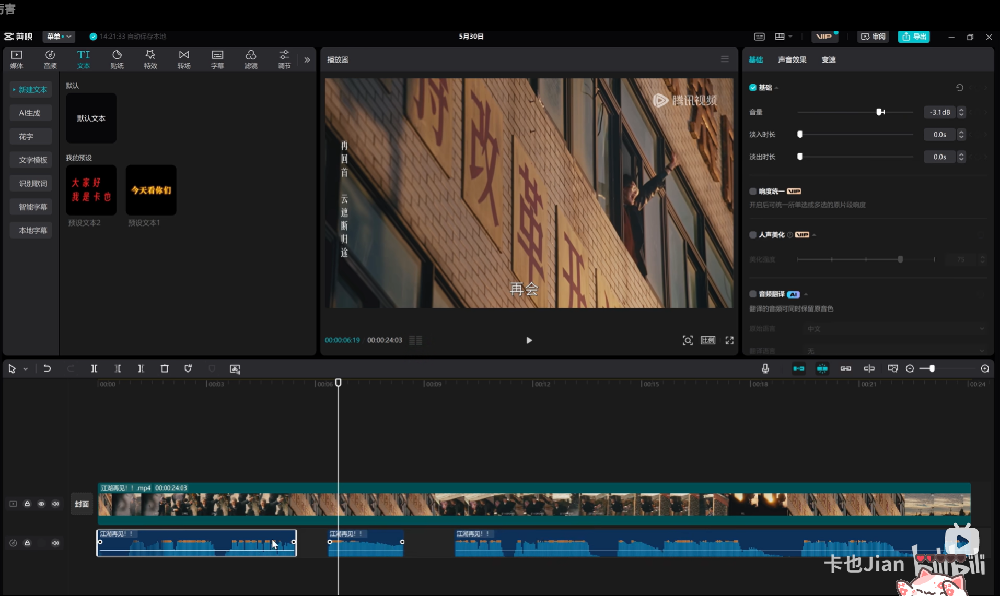 厉害
剪映
菜单
14:21:33 自动保存本地
5月30日
VIP
审阅
导出
媒体
音频
TI
文本
贴纸
特效
转场
字幕
滤镜
调节
新建文本
AI生成
花字
文字模板
识别歌词
智能字幕
本地字幕
默认
默认文本
我的预设
大家好
我是卡也
今天看你们
预设文本2
预设文本1
播放器
腾讯视频
再回首 云遮断归途
改
革
开
再会
00:00:06:19
00:00:24:03
比例
基础
声音效果
变速
基础
音量
-3.1dB
淡入时长
0.0s
淡出时长
0.0s
响度统一 VIP
开启后可统一所单选或多选的原片段响度
人声美化 VIP
美化强度
75
音频翻译 AI
翻译的音频可同时保留原音色
原始语言
中文
翻译语言
无
00:00
00:03
00:06
00:09
00:12
00:15
00:18
00:21
00:24
江湖再见！！.mp4 00:00:24:03
封面
江湖再见！！
江湖再见！！
江湖再见！！
卡也Jian
bilibili